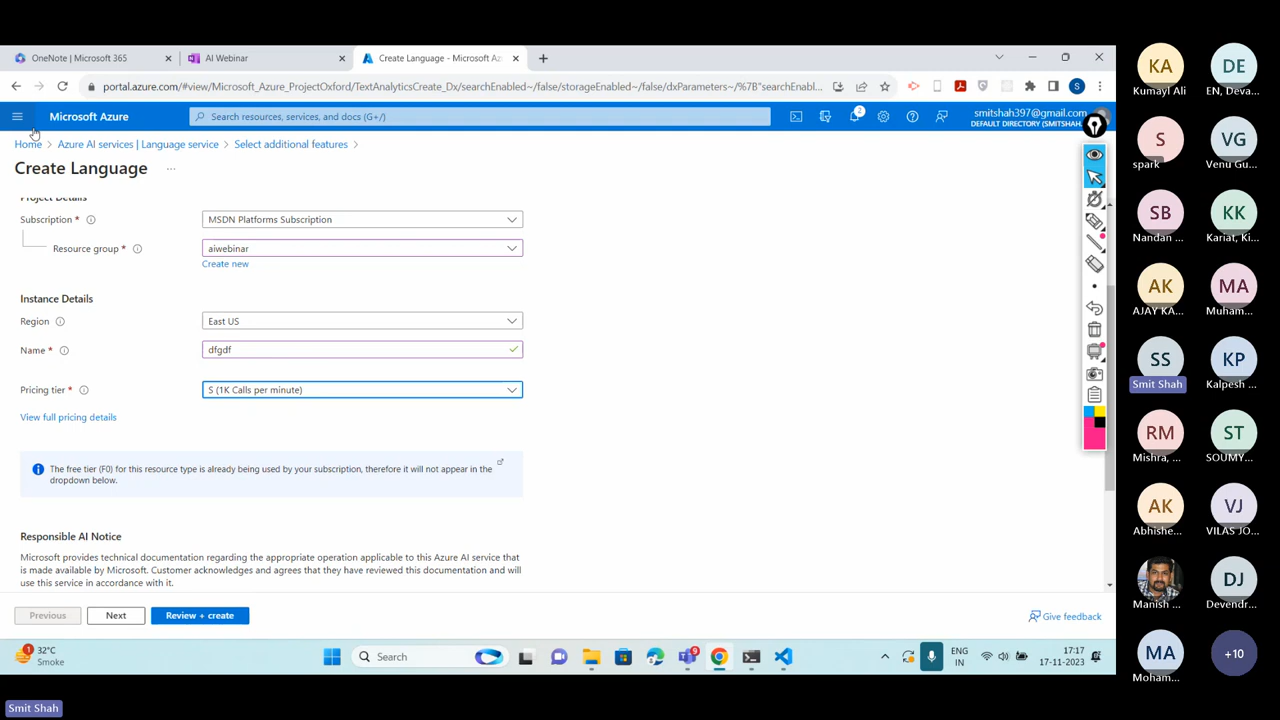 OneNote | Microsoft 365
AI Webinar
Create Language - Microsoft Az
portal.azure.com/#view/Microsoft_Azure_ProjectOxford/TextAnalyticsCreate_Dx/searchEnabled~/false/storageEnabled~/false/dxParameters~/%7B"searchEnabl...
S
Microsoft Azure
Search resources, services, and docs (G+/)
2
smitshah397@gmail.com
DEFAULT DIRECTORY (SMITSHAH.
Home > Azure AI services | Language service > Select additional features >
Create Language ...
Project Details
Subscription *
MSDN Platforms Subscription
Resource group *
aiwebinar
Create new
Instance Details
Region
East US
Name *
dfgdf
Pricing tier *
S (1K Calls per minute)
View full pricing details
The free tier (F0) for this resource type is already being used by your subscription, therefore it will not appear in the
dropdown below.
Responsible AI Notice
Microsoft provides technical documentation regarding the appropriate operation applicable to this Azure AI service that
is made available by Microsoft. Customer acknowledges and agrees that they have reviewed this documentation and will
use this service in accordance with it.
Previous
Next
Review + create
Give feedback
1
32°C
Smoke
Search
9
ENG
IN
17:17
17-11-2023
KA
Kumayl Ali
DE
EN, Deva...
S
spark
VG
Venu Gu...
SB
Nandan ...
KK
Kariat, Ki...
AK
AJAY KA...
MA
Muham...
SS
Smit Shah
KP
Kalpesh ...
RM
Mishra, ...
ST
SOUMY...
AK
Abhishe...
VJ
VILAS JO...
Manish ...
DJ
Devendr...
MA
Moham...
+10
Smit Shah